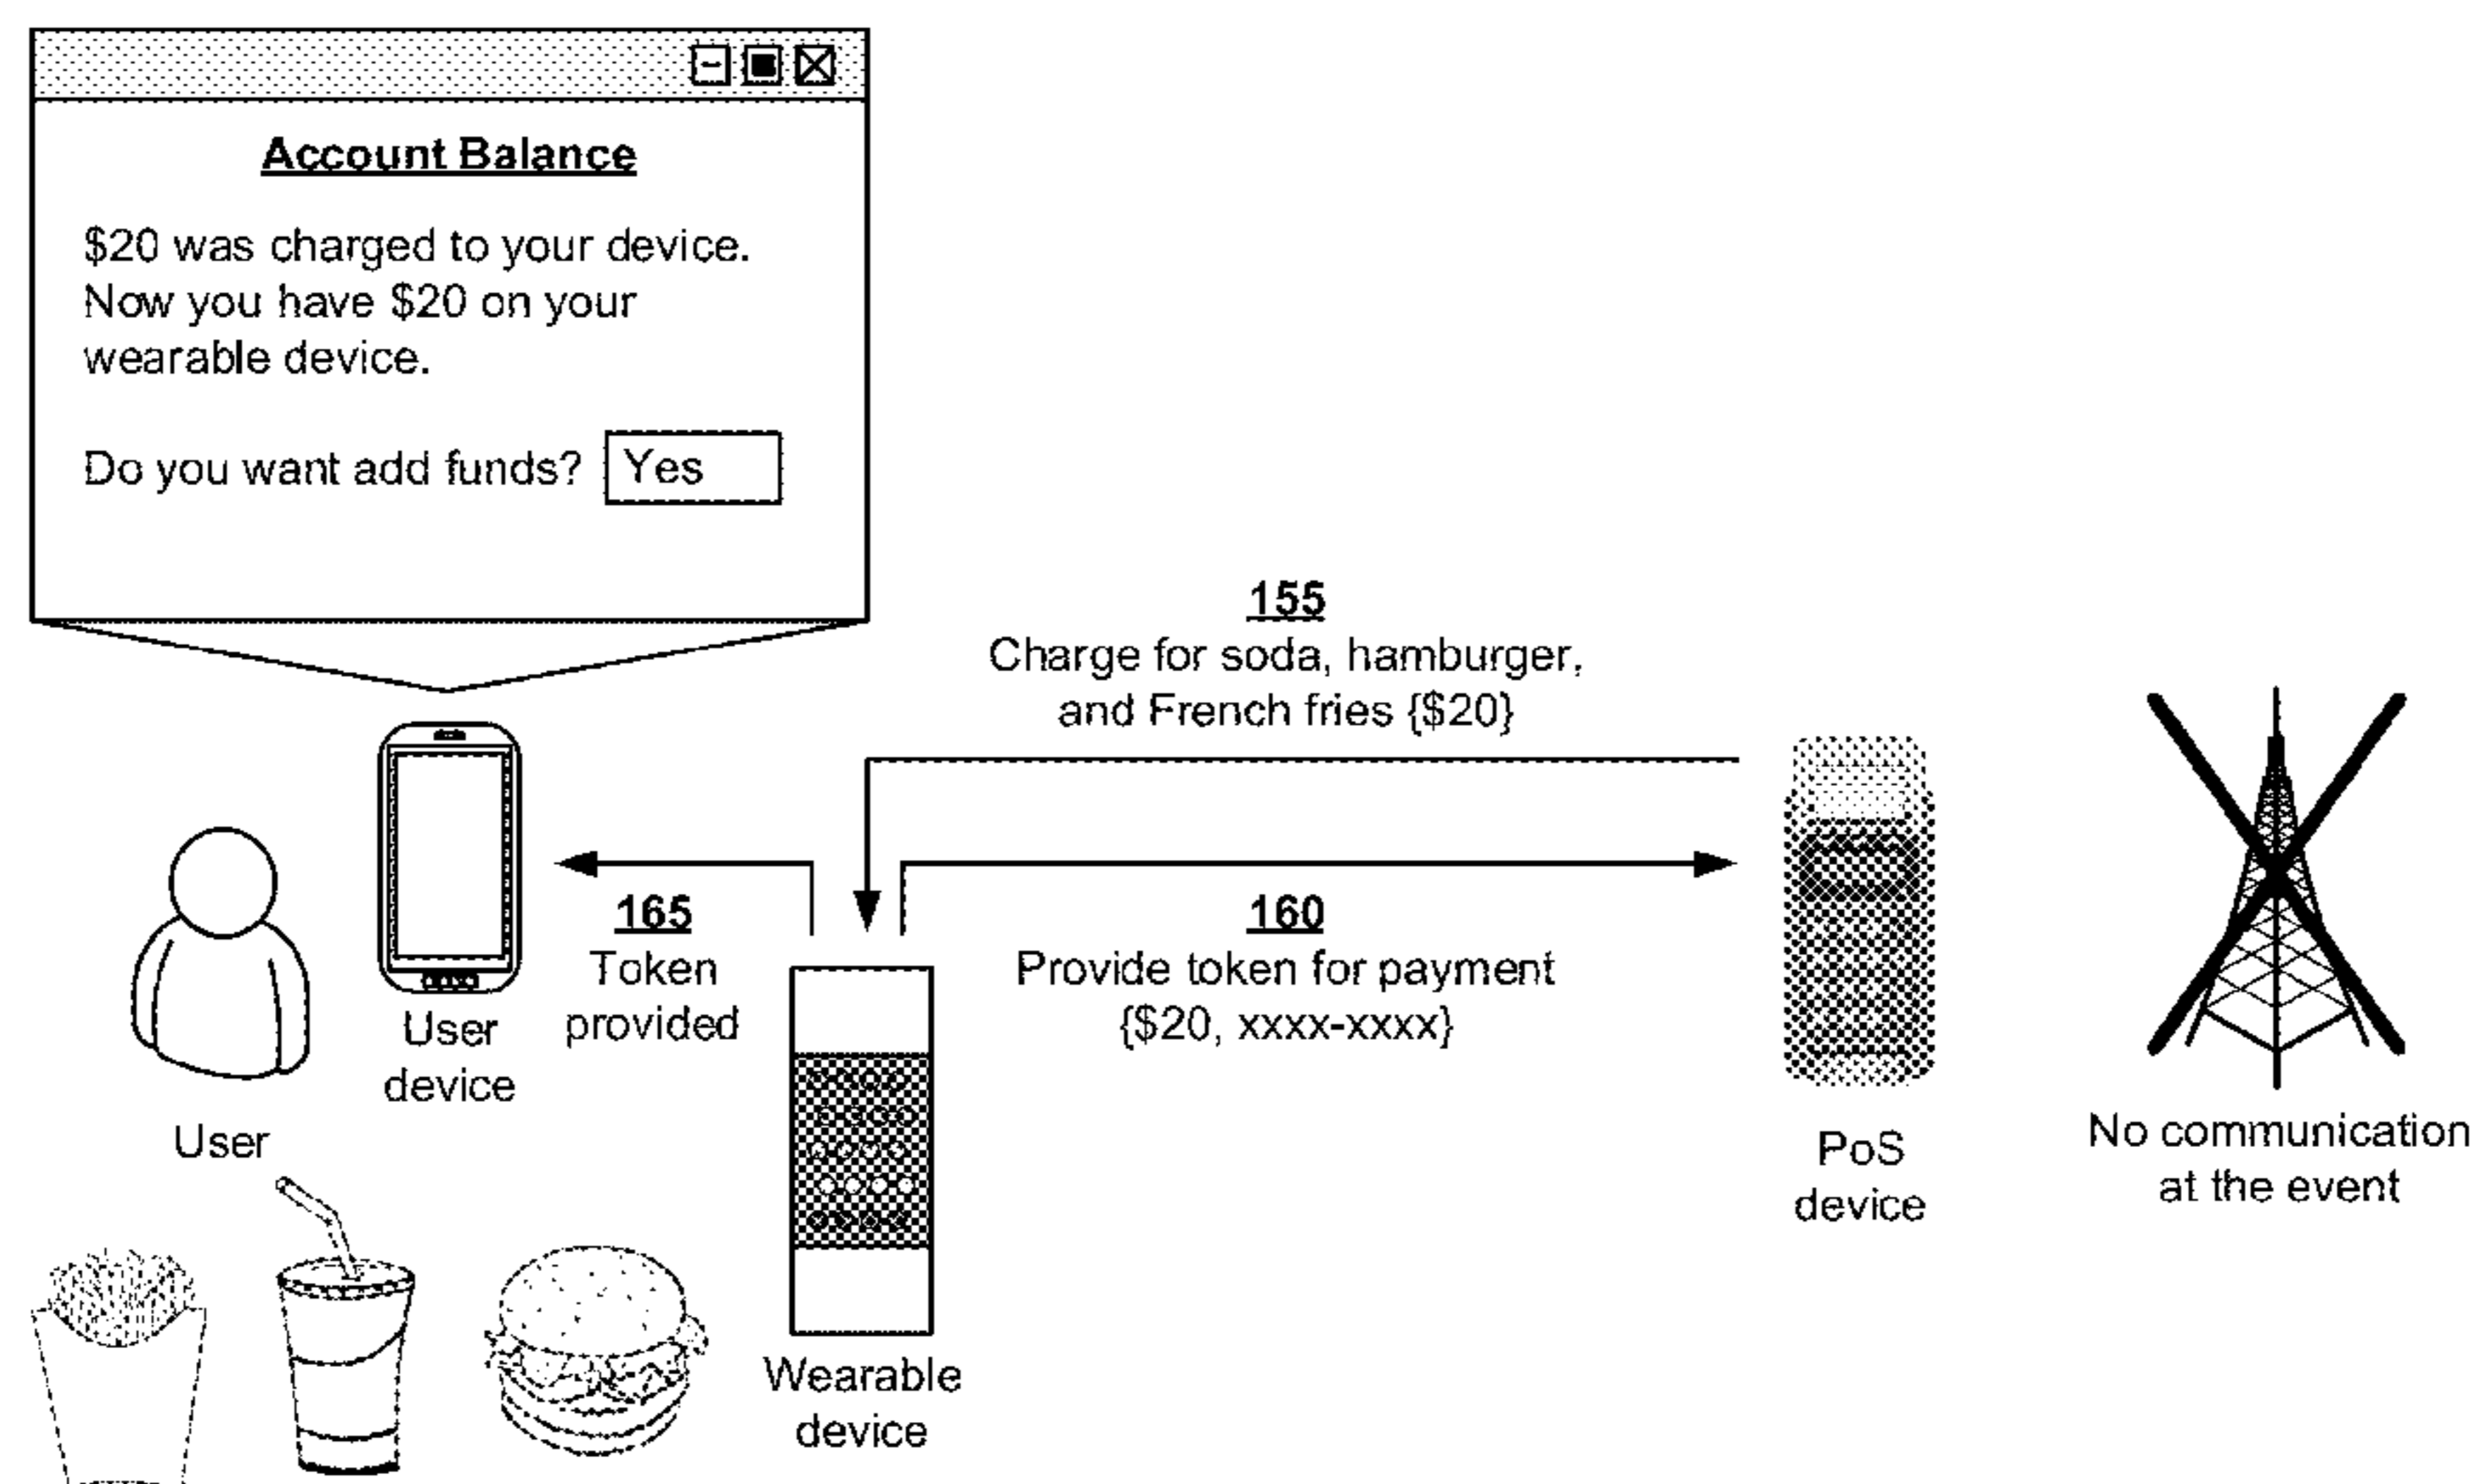 Account Balance
$20 was charged to your device.
Now you have $20 on your
wearable device.
Do you want add funds? Yes
155
Charge for soda, hamburger,
and French fries {$20}
165
Token
provided
160
Provide token for payment
{$20, xxxx-xxxx}
User
device
User
Wearable
device
PoS
device
No communication
at the event